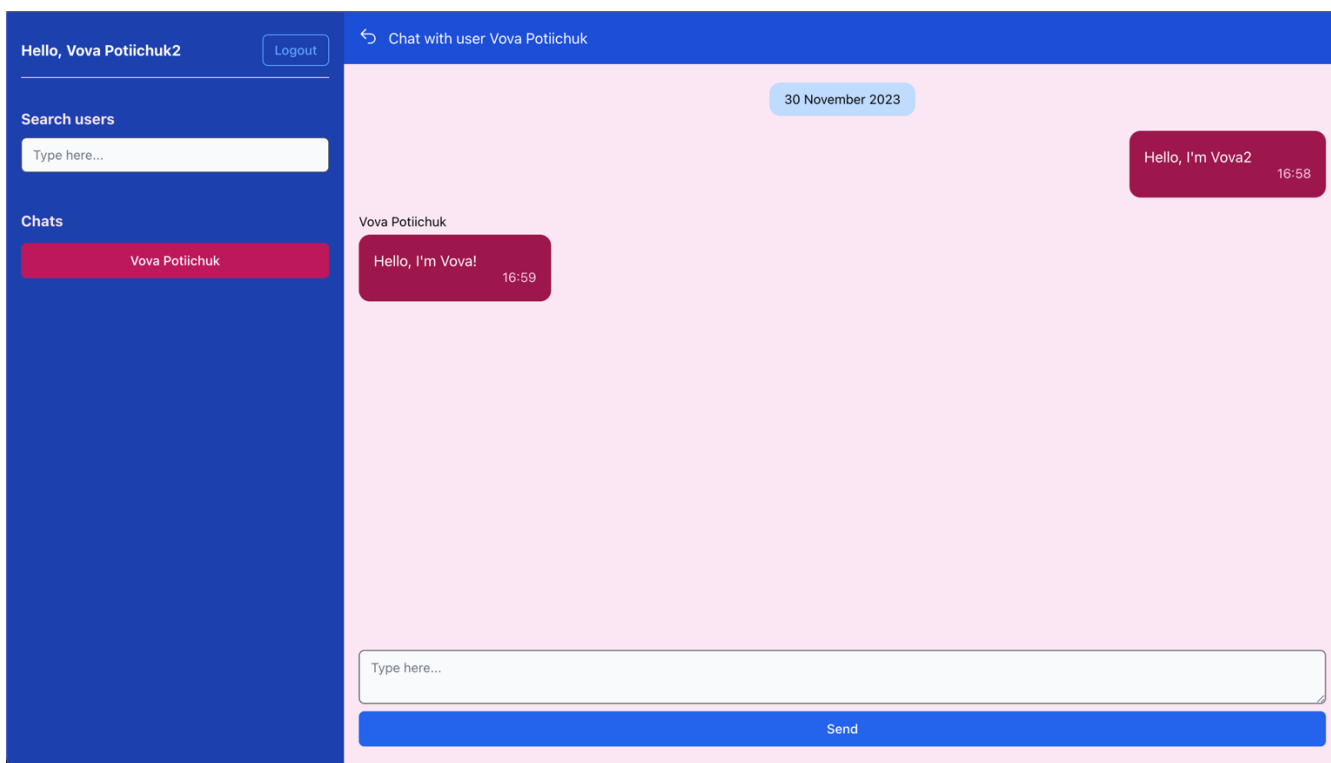 Hello, Vova Potiichuk2
Logout
Search users
Type here...
Chats
Vova Potiichuk
Chat with user Vova Potiichuk
30 November 2023
Hello, I'm Vova2
16:58
Vova Potiichuk
Hello, I'm Vova!
16:59
Type here...
Send